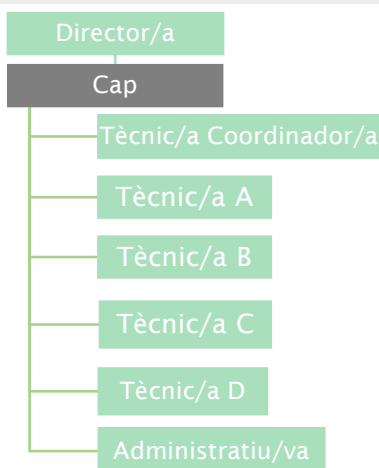 Director/a
Cap
Tècnic/a Coordinador/a
Tècnic/a A
Tècnic/a B
Tècnic/a C
Tècnic/a D
Administratiu/va